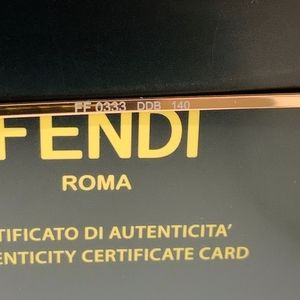 FF 0333 DDB 140
FENDI
ROMA
TIFICATO DI AUTENTICITA'
ENTICITY CERTIFICATE CARD